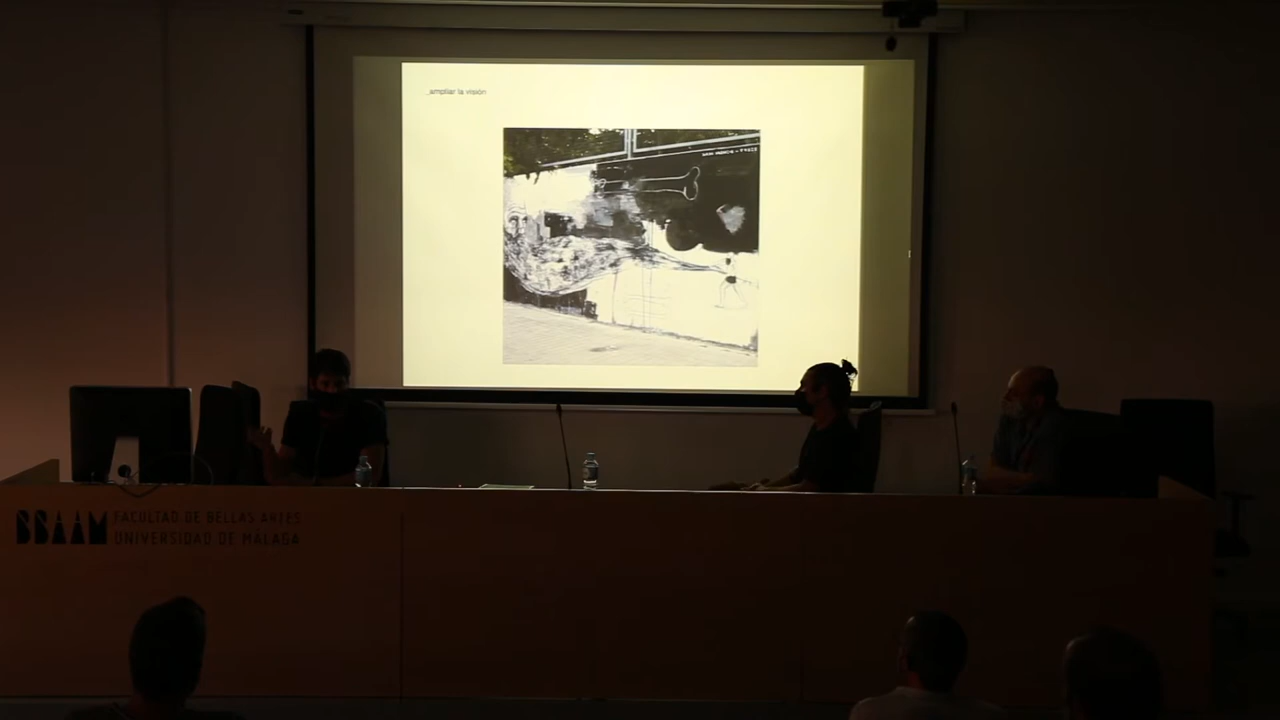 _ampliar la visión
BBAAM
FACULTAD DE BELLAS ARTES
UNIVERSIDAD DE MÁLAGA